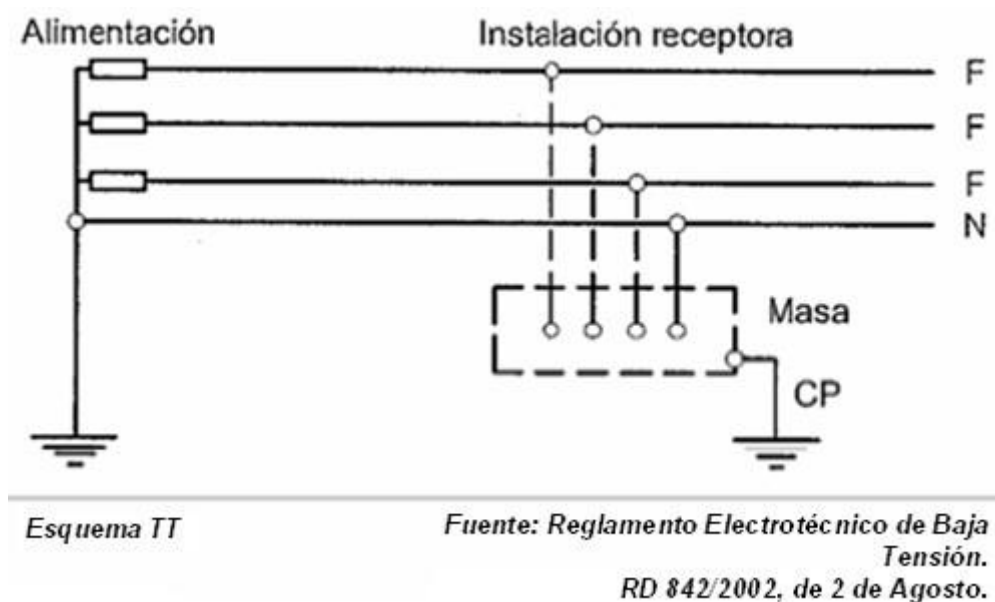 Alimentación
Instalación receptora
F
F
F
N
Masa
CP
Esquema TT
Fuente: Reglamento Electrotécnico de Baja
Tensión.
RD 842/2002, de 2 de Agosto.